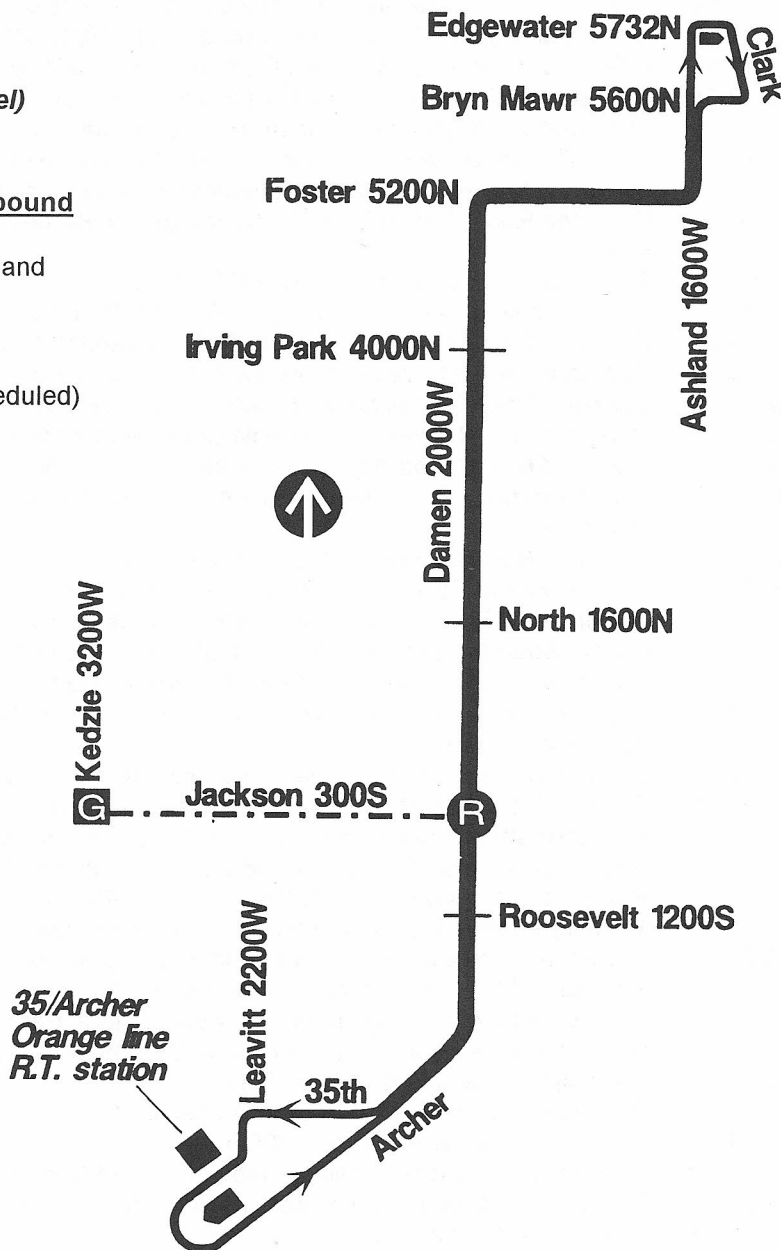 Edgewater 5732N
Clark
el)
Bryn Mawr 5600N
Foster 5200N
bound
Ashland 1600W
and
Irving Park 4000N
eduled)
Damen 2000W
North 1600N
Kedzie 3200W
G
Jackson 300S
R
Roosevelt 1200S
Leavitt 2200W
35/Archer
Orange line
R.T. station
35th
Archer